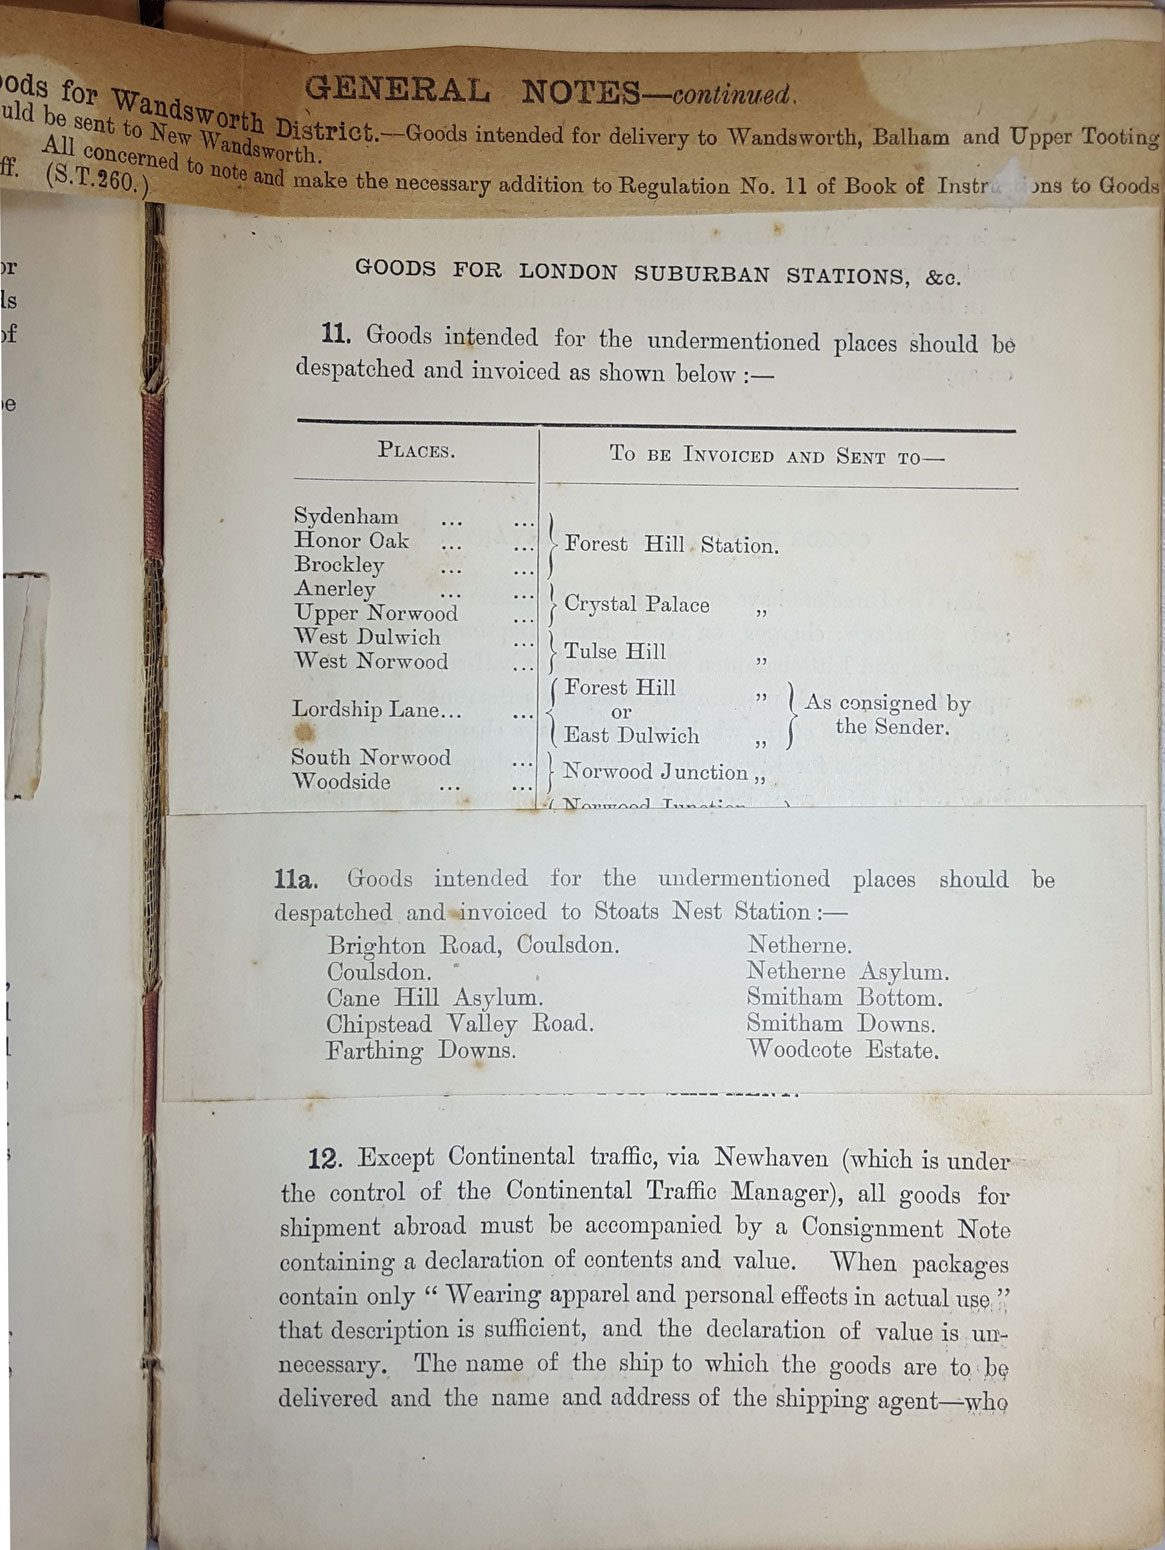 GENERAL NOTES—continued.
ods for Wandsworth District.—Goods intended for delivery to Wandsworth, Balham and Upper Tooting
uld be sent to New Wandsworth.
All concerned to note and make the necessary addition to Regulation No. 11 of Book of Instr ons to Goods
ff. (S.T.260.)
or
ls
of
e
GOODS FOR LONDON SUBURBAN STATIONS, &c.
11. Goods intended for the undermentioned places should be
despatched and invoiced as shown below :—
PLACES. TO BE INVOICED AND SENT TO—
Sydenham ... ...
Honor Oak ... ... } Forest Hill Station.
Brockley ... ...
Anerley ... ...
Upper Norwood ... } Crystal Palace „
West Dulwich ...
West Norwood ... } Tulse Hill „
Lordship Lane... ... { Forest Hill „ or East Dulwich „ } As consigned by the Sender.
South Norwood ...
Woodside ... ... } Norwood Junction „
Norwood Junction
11a. Goods intended for the undermentioned places should be
despatched and invoiced to Stoats Nest Station :—
Brighton Road, Coulsdon. Netherne.
Coulsdon. Netherne Asylum.
Cane Hill Asylum. Smitham Bottom.
Chipstead Valley Road. Smitham Downs.
Farthing Downs. Woodcote Estate.
12. Except Continental traffic, via Newhaven (which is under
the control of the Continental Traffic Manager), all goods for
shipment abroad must be accompanied by a Consignment Note
containing a declaration of contents and value. When packages
contain only “ Wearing apparel and personal effects in actual use ”
that description is sufficient, and the declaration of value is un-
necessary. The name of the ship to which the goods are to be
delivered and the name and address of the shipping agent—who